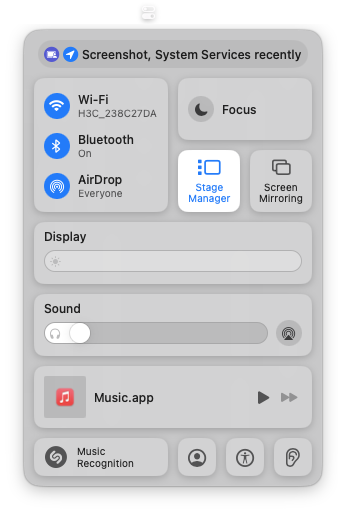 Screenshot, System Services recently
Wi-Fi
H3C_238C27DA
Bluetooth
On
AirDrop
Everyone
Focus
Stage
Manager
Screen
Mirroring
Display
Sound
Music.app
Music
Recognition